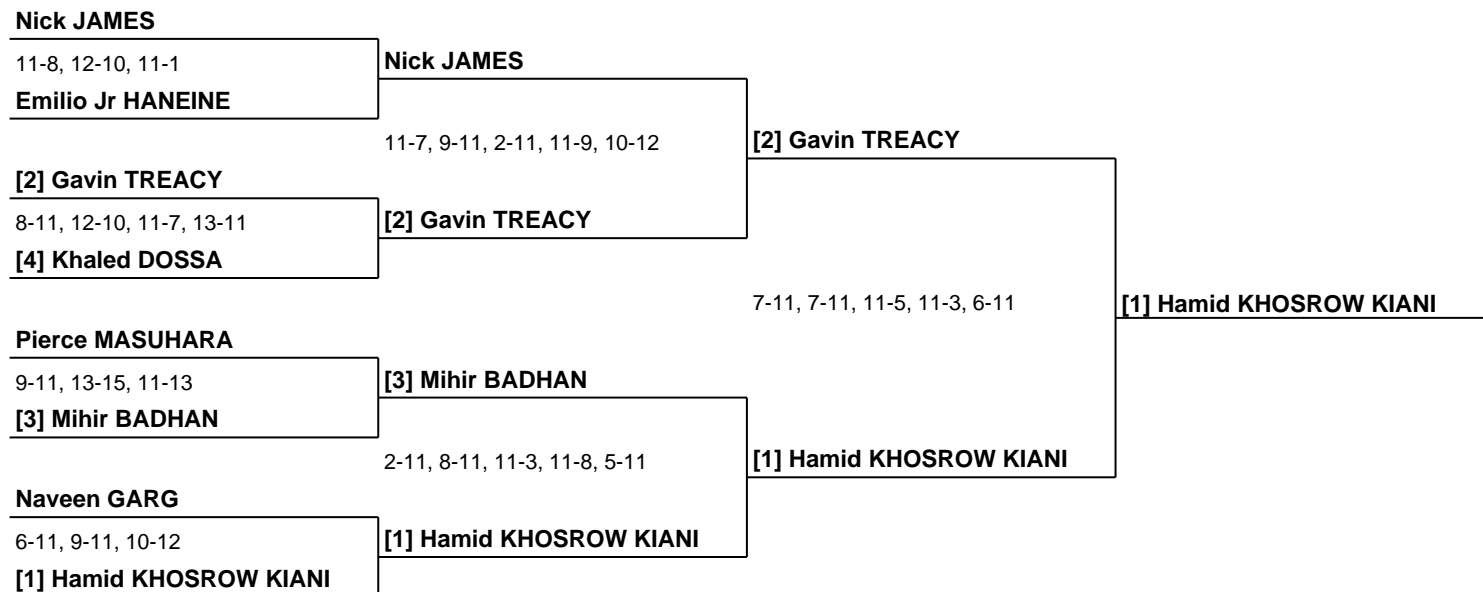 Nick JAMES
11-8, 12-10, 11-1
Nick JAMES
Emilio Jr HANEINE
11-7, 9-11, 2-11, 11-9, 10-12
[2] Gavin TREACY
[2] Gavin TREACY
8-11, 12-10, 11-7, 13-11
[2] Gavin TREACY
[4] Khaled DOSSA
7-11, 7-11, 11-5, 11-3, 6-11
[1] Hamid KHOSROW KIANI
Pierce MASUHARA
9-11, 13-15, 11-13
[3] Mihir BADHAN
[3] Mihir BADHAN
2-11, 8-11, 11-3, 11-8, 5-11
[1] Hamid KHOSROW KIANI
Naveen GARG
6-11, 9-11, 10-12
[1] Hamid KHOSROW KIANI
[1] Hamid KHOSROW KIANI